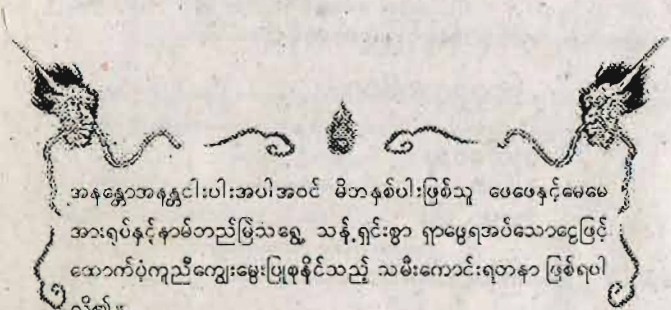 အနန္တောအနန္တငါးပါးအပါအဝင် မိဘနှစ်ပါးဖြစ်သူ ဖေဖေနှင့်မေမေ
အားရုပ်နှင့်နာမ်တည်မြဲသရွေ့ သန့်ရှင်းစွာ ရှာဖွေရအပ်သောငွေဖြင့်
ထောက်ပံ့ကူညီကျွေးမွေးပြုစုနိုင်သည့် သမီးကောင်းရတနာ ဖြစ်ရပါ
လို၏။